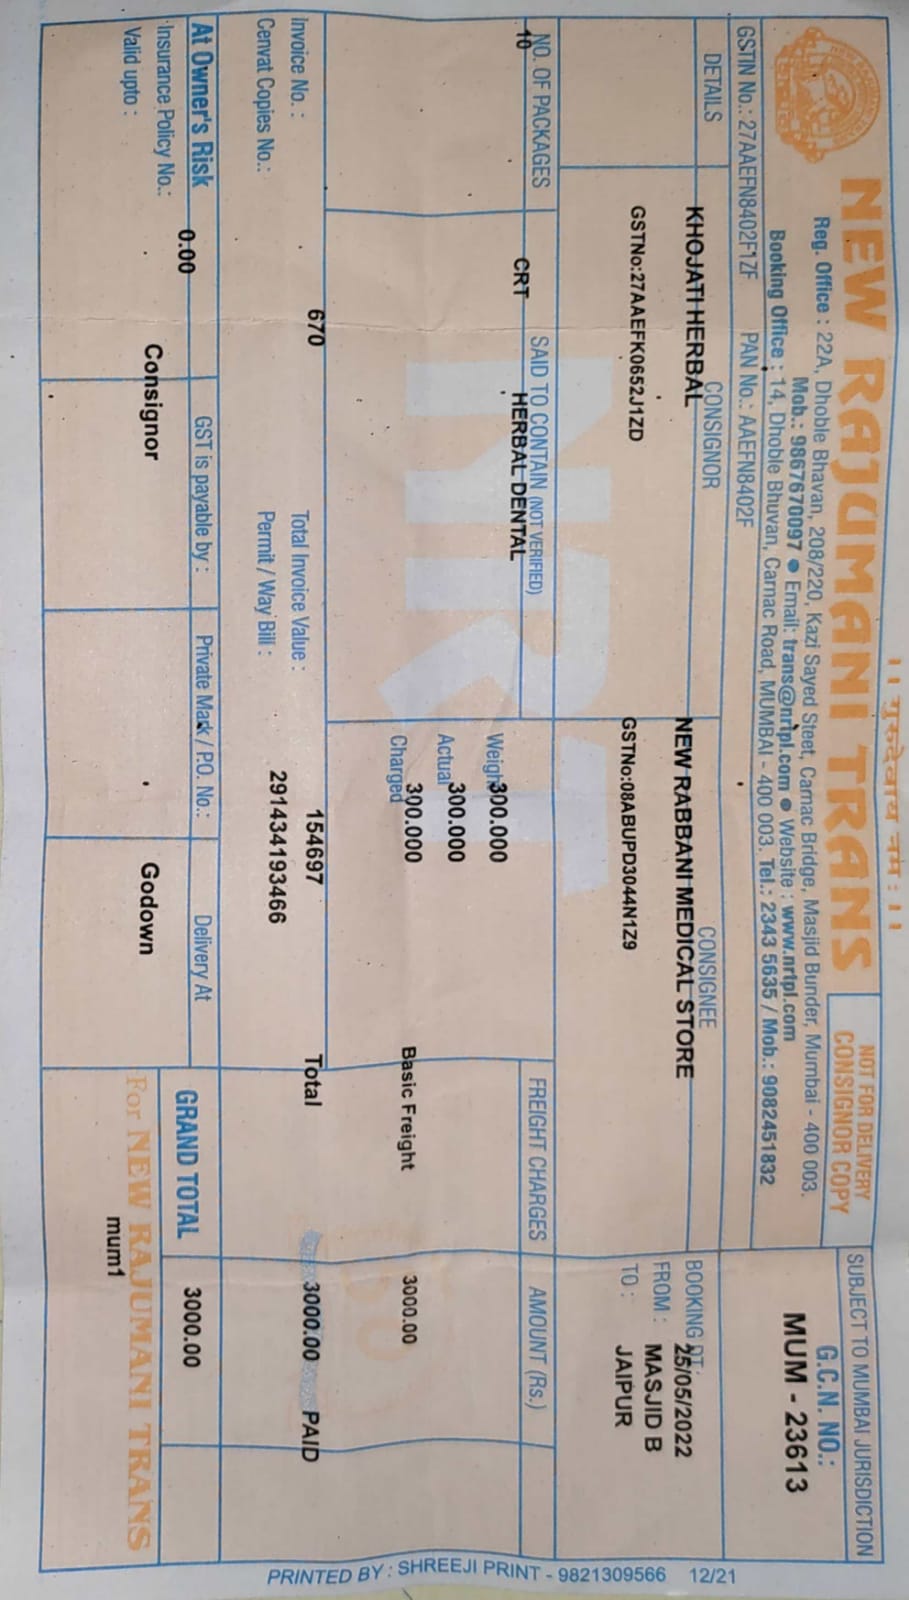 ।। गुरुदेवाय नमः ।।
NEW RAJUMANI TRANS
NOT FOR DELIVERY
CONSIGNOR COPY
SUBJECT TO MUMBAI JURISDICTION
Reg. Office : 22A, Dhoble Bhavan, 208/220, Kazi Sayed Steet, Carnac Bridge, Masjid Bunder, Mumbai - 400 003.
Mob.: 9867670097 ● Email: trans@nrtpl.com ● Website : www.nrtpl.com
Booking Office : 14, Dhoble Bhuvan, Carnac Road, MUMBAI - 400 003. Tel.: 2343 5635 / Mob.: 9082451832
G.C.N. NO.:
MUM - 23613
GSTIN No.: 27AAEFN8402F1ZF PAN No.: AAEFN8402F
DETAILS CONSIGNOR CONSIGNEE
KHOJATI HERBAL NEW RABBANI MEDICAL STORE
GSTNo:27AAEFK0652J1ZD GSTNo:08ABUPD3044N1Z9
BOOKING DT: 25/05/2022
FROM : MASJID B
TO : JAIPUR
NO. OF PACKAGES SAID TO CONTAIN (NOT VERIFIED) FREIGHT CHARGES AMOUNT (Rs.)
10 CRT HERBAL DENTAL
Weight 300.000
Actual 300.000
Charged 300.000 Basic Freight 3000.00
NRT
Invoice No. : 670 Total Invoice Value : 154697 Total 3000.00 PAID
Cenvat Copies No.: Permit / Way Bill : 291434193466
At Owner's Risk 0.00 GST is payable by : Private Mark / P.O. No.: Delivery At GRAND TOTAL 3000.00
Insurance Policy No.: Consignor Godown
Valid upto :
For NEW RAJUMANI TRANS
mum1
PRINTED BY : SHREEJI PRINT - 9821309566 12/21